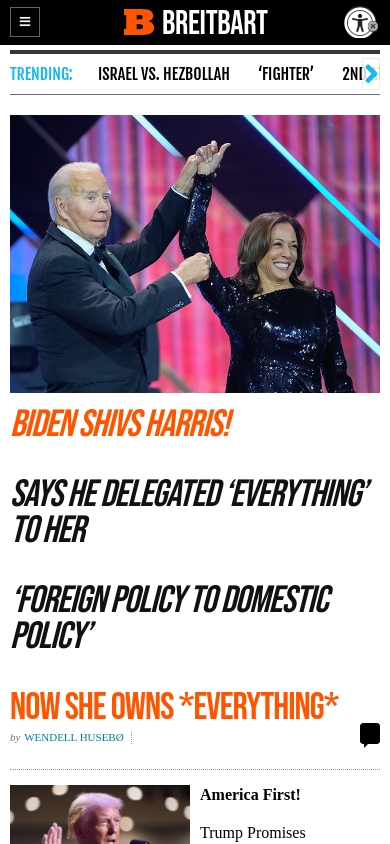 BREITBART
TRENDING: ISRAEL VS. HEZBOLLAH ‘FIGHTER’ 2ND
BIDEN SHIVS HARRIS!
SAYS HE DELEGATED ‘EVERYTHING’
TO HER
‘FOREIGN POLICY TO DOMESTIC
POLICY’
NOW SHE OWNS *EVERYTHING*
by WENDELL HUSEBØ
America First!
Trump Promises